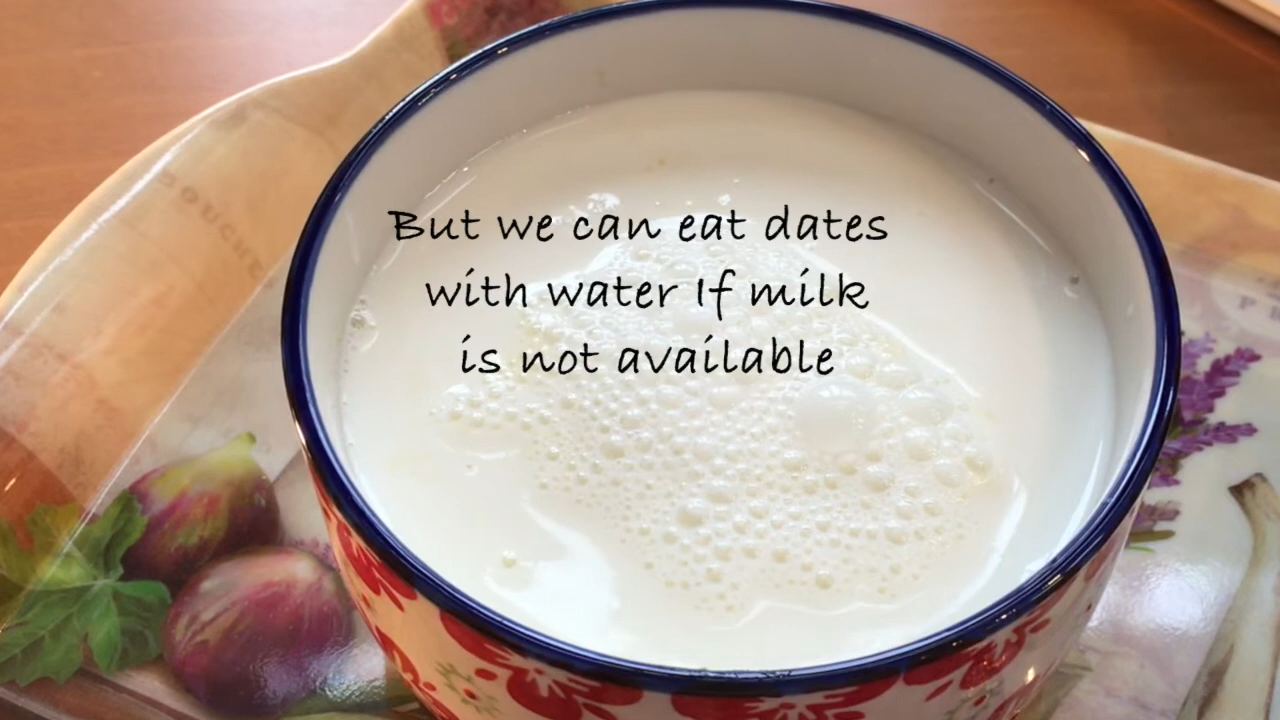 But we can eat dates
with water If milk
is not available